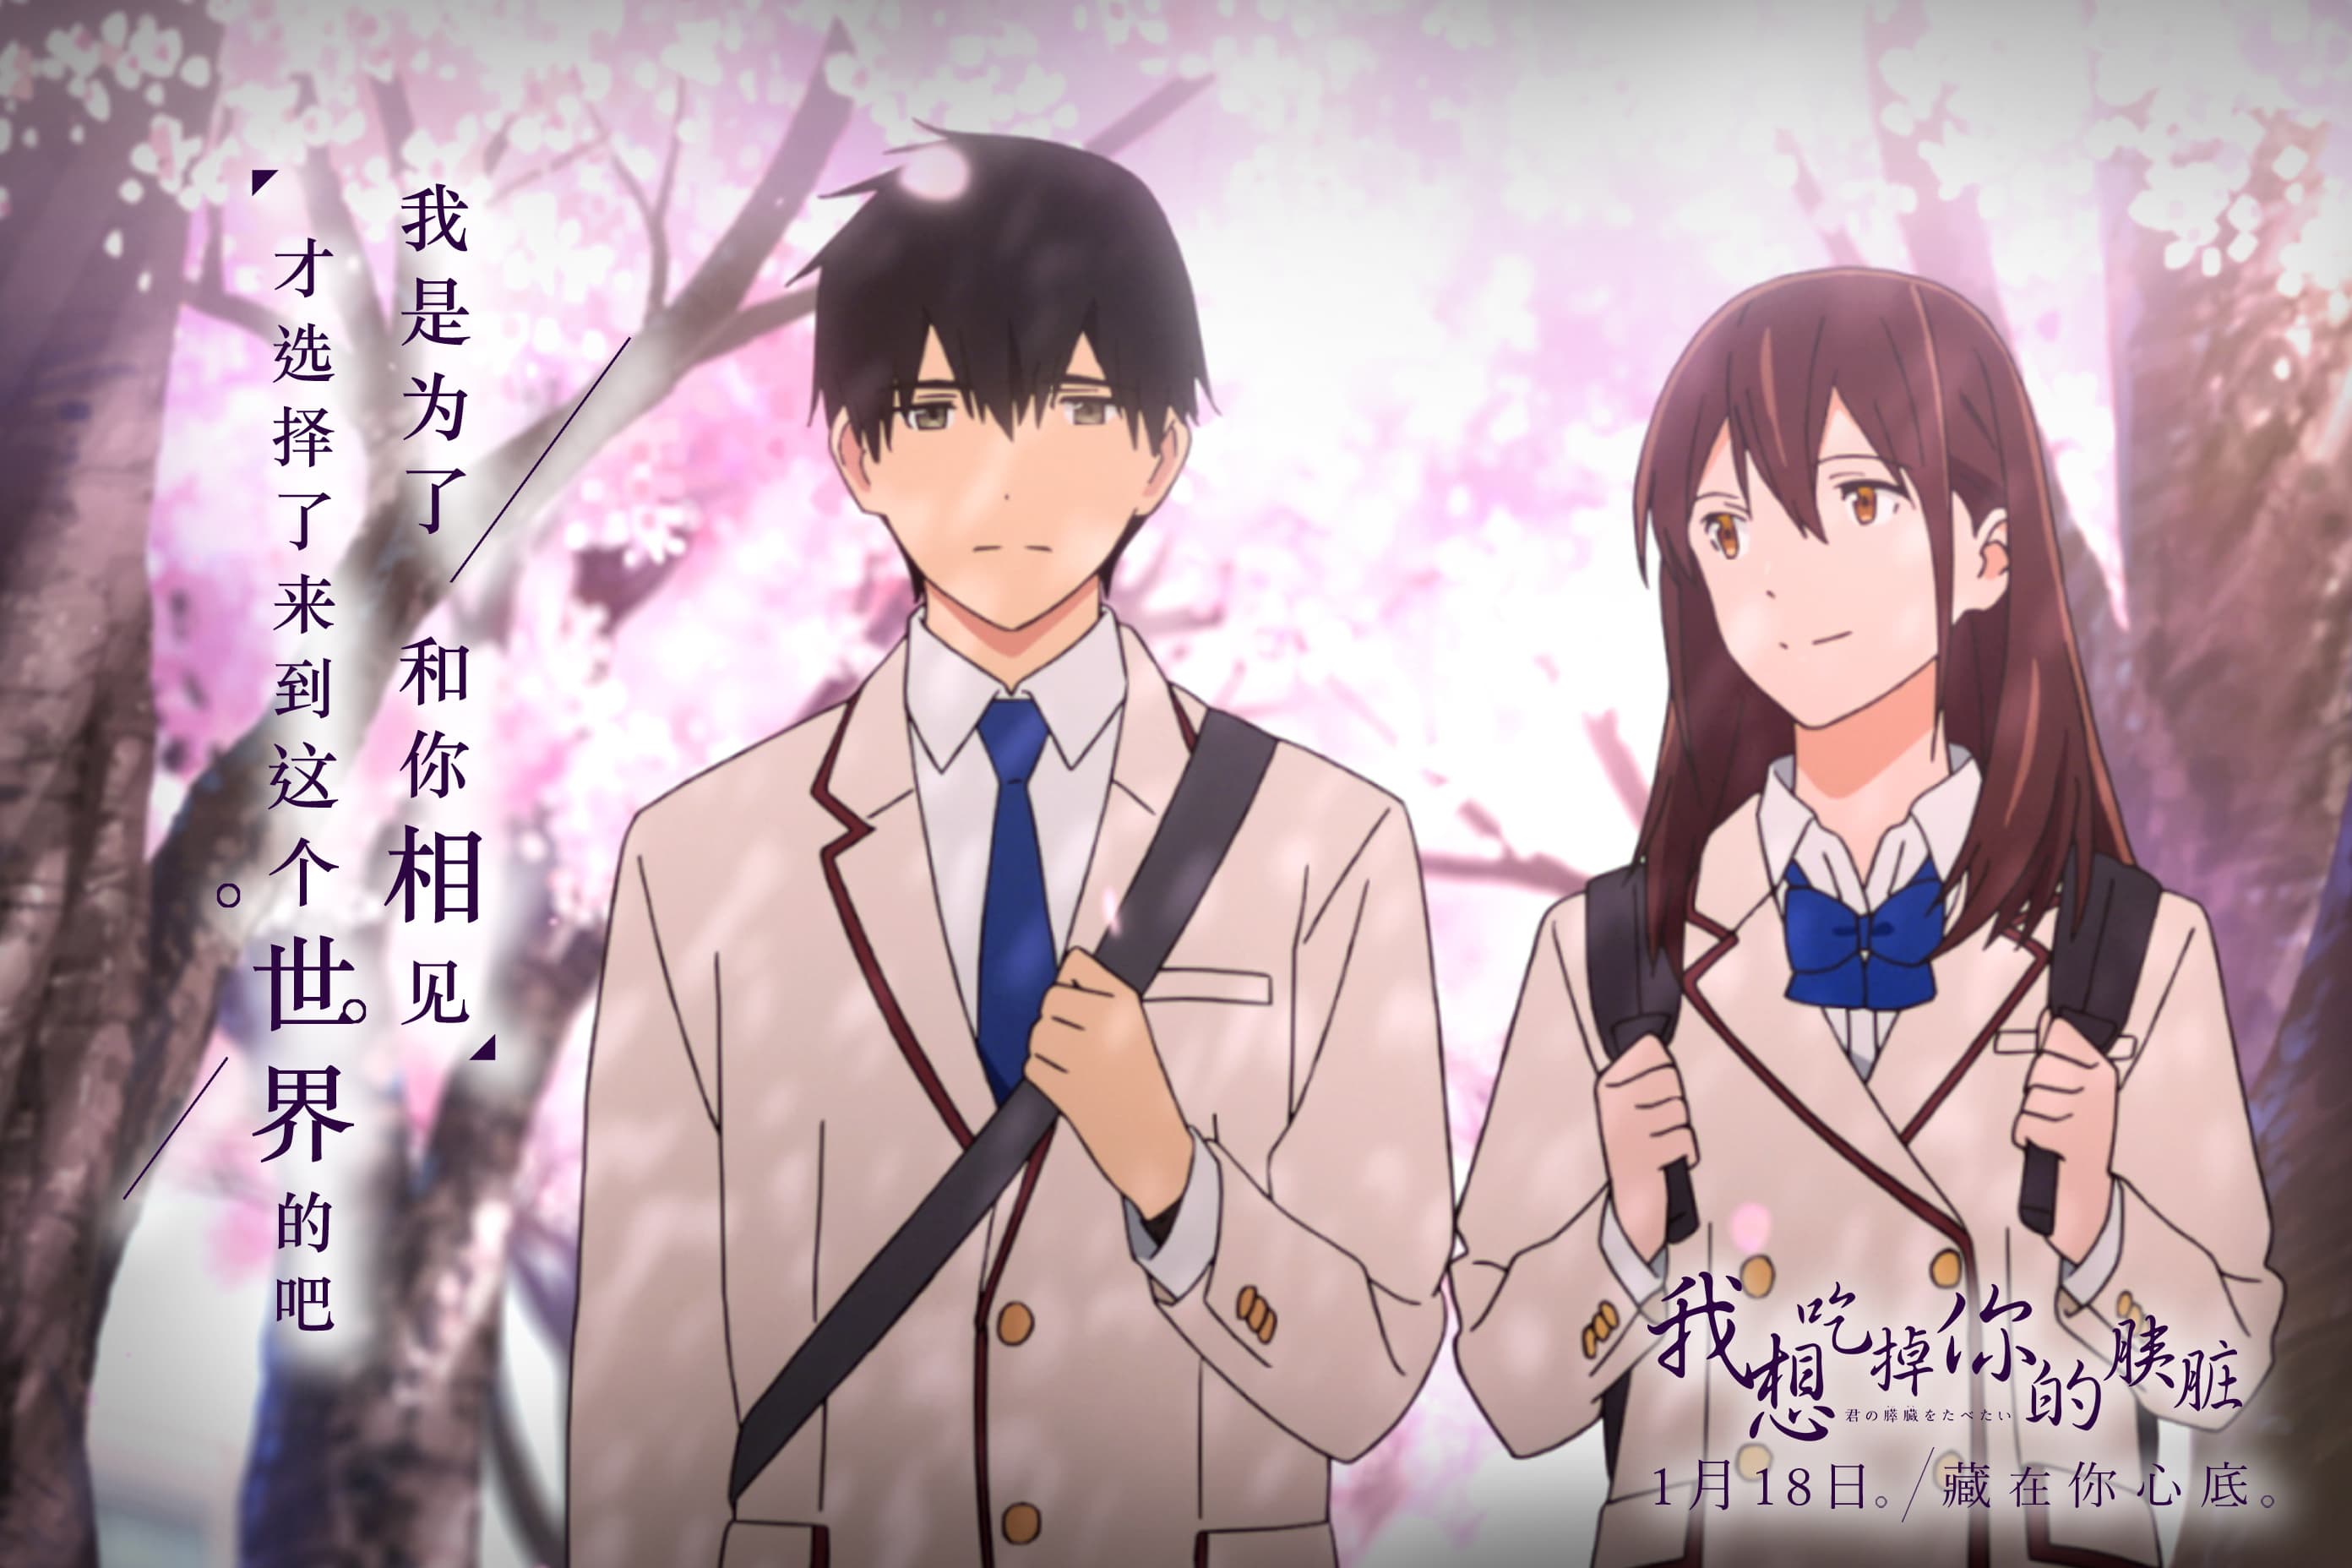 我是为了 和你相见
才选择了来到这个世界的吧
我想吃掉你的胰脏
君の膵臓をたべたい
1月18日。/藏在你心底。